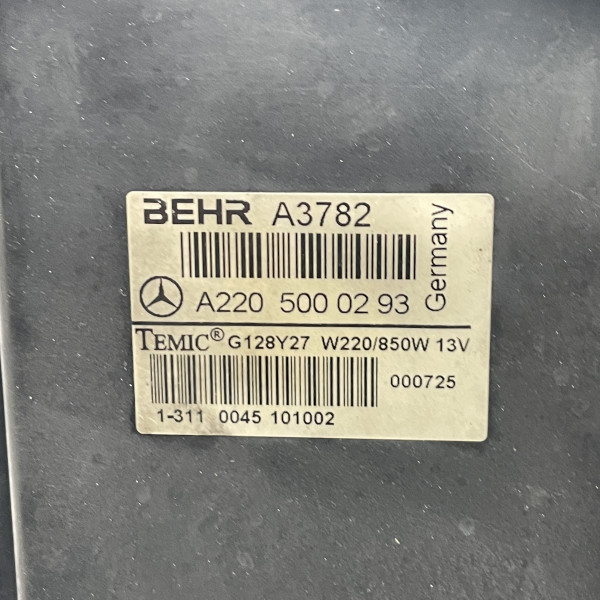 BEHR A3782
Germany
A220 500 02 93
TEMIC® G128Y27 W220/850W 13V
000725
1-311 0045 101002